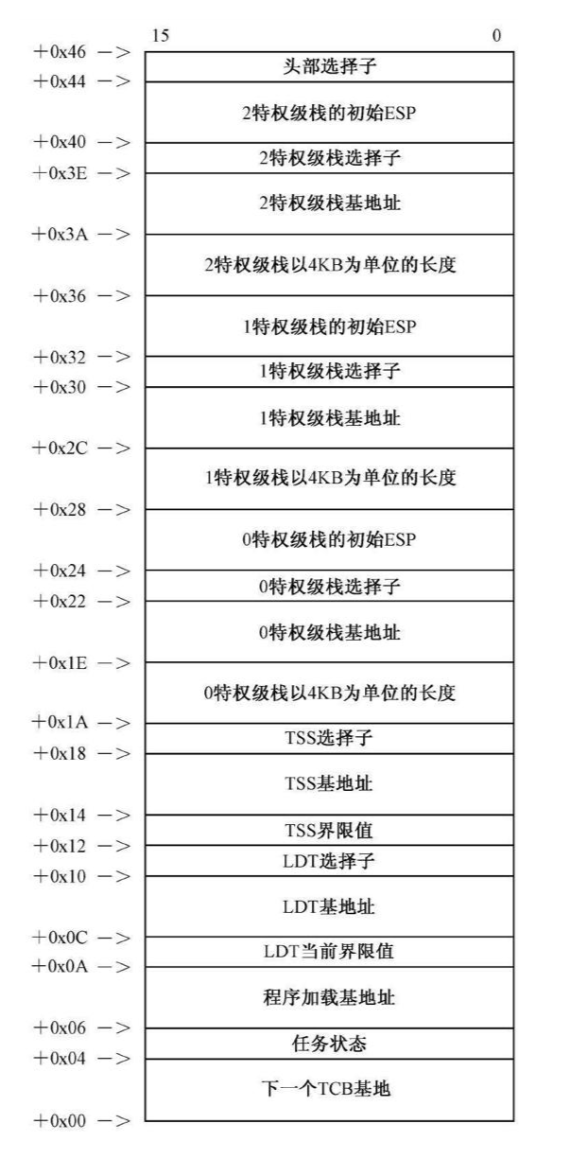 15 0
+0x46 —>
头部选择子
+0x44 —>
2特权级栈的初始ESP
+0x40 —>
2特权级栈选择子
+0x3E —>
2特权级栈基地址
+0x3A —>
2特权级栈以4KB为单位的长度
+0x36 —>
1特权级栈的初始ESP
+0x32 —>
1特权级栈选择子
+0x30 —>
1特权级栈基地址
+0x2C —>
1特权级栈以4KB为单位的长度
+0x28 —>
0特权级栈的初始ESP
+0x24 —>
0特权级栈选择子
+0x22 —>
0特权级栈基地址
+0x1E —>
0特权级栈以4KB为单位的长度
+0x1A —>
TSS选择子
+0x18 —>
TSS基地址
+0x14 —>
TSS界限值
+0x12 —>
LDT选择子
+0x10 —>
LDT基地址
+0x0C —>
LDT当前界限值
+0x0A —>
程序加载基地址
+0x06 —>
任务状态
+0x04 —>
下一个TCB基地
+0x00 —>